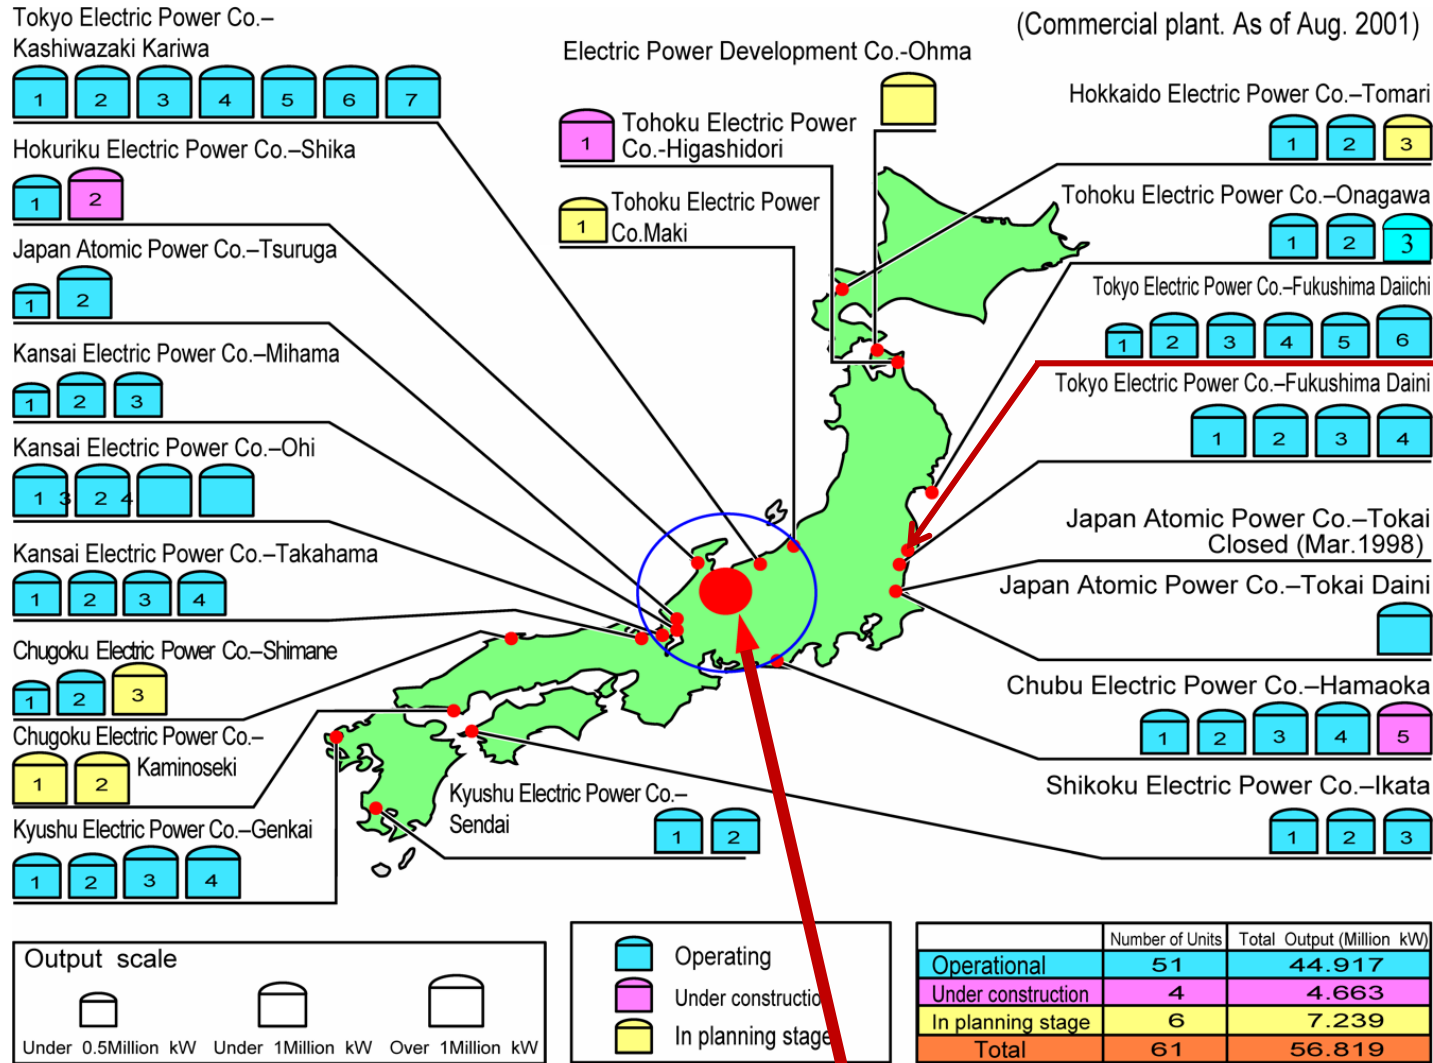 Tokyo Electric Power Co.–
Kashiwazaki Kariwa
1 2 3 4 5 6 7
Hokuriku Electric Power Co.–Shika
1 2
Japan Atomic Power Co.–Tsuruga
1 2
Kansai Electric Power Co.–Mihama
1 2 3
Kansai Electric Power Co.–Ohi
1 3 2 4
Kansai Electric Power Co.–Takahama
1 2 3 4
Chugoku Electric Power Co.–Shimane
1 2 3
Chugoku Electric Power Co.–
Kaminoseki
1 2
Kyushu Electric Power Co.–Genkai
1 2 3 4
(Commercial plant. As of Aug. 2001)
Electric Power Development Co.-Ohma
1
Tohoku Electric Power
Co.-Higashidori
1
Tohoku Electric Power
Co.Maki
Hokkaido Electric Power Co.–Tomari
1 2 3
Tohoku Electric Power Co.–Onagawa
1 2 3
Tokyo Electric Power Co.–Fukushima Daiichi
1 2 3 4 5 6
Tokyo Electric Power Co.–Fukushima Daini
1 2 3 4
Japan Atomic Power Co.–Tokai
Closed (Mar.1998)
Japan Atomic Power Co.–Tokai Daini
Chubu Electric Power Co.–Hamaoka
1 2 3 4 5
Shikoku Electric Power Co.–Ikata
1 2 3
Kyushu Electric Power Co.–
Sendai
1 2
Output scale
Under 0.5Million kW Under 1Million kW Over 1Million kW
Operating
Under constructio
In planning stage
Number of Units Total Output (Million kW)
Operational 51 44.917
Under construction 4 4.663
In planning stage 6 7.239
Total 61 56.819